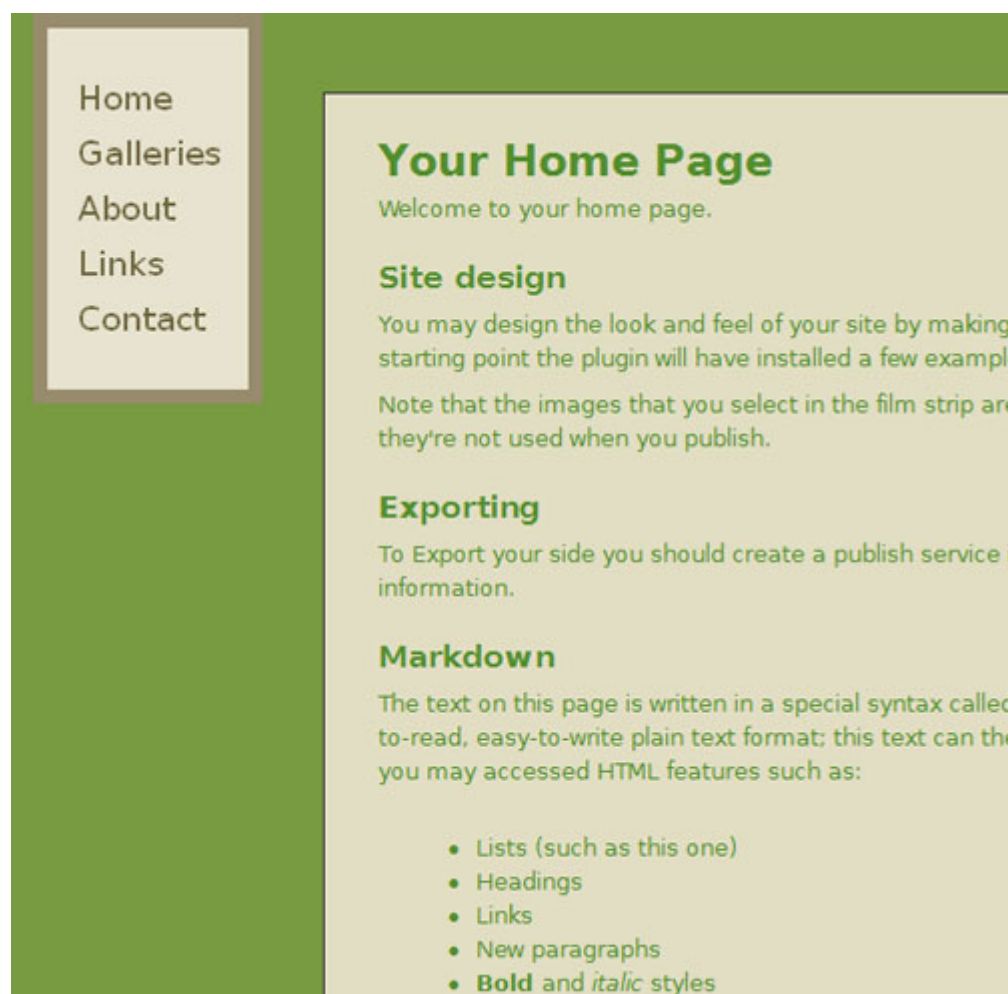 Home
Galleries
About
Links
Contact
Your Home Page
Welcome to your home page.
Site design
You may design the look and feel of your site by making
starting point the plugin will have installed a few exampl
Note that the images that you select in the film strip are
they're not used when you publish.
Exporting
To Export your side you should create a publish service
information.
Markdown
The text on this page is written in a special syntax called
to-read, easy-to-write plain text format; this text can the
you may accessed HTML features such as:
• Lists (such as this one)
• Headings
• Links
• New paragraphs
• Bold and italic styles